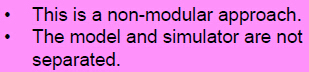 • This is a non-modular approach.
• The model and simulator are not
separated.